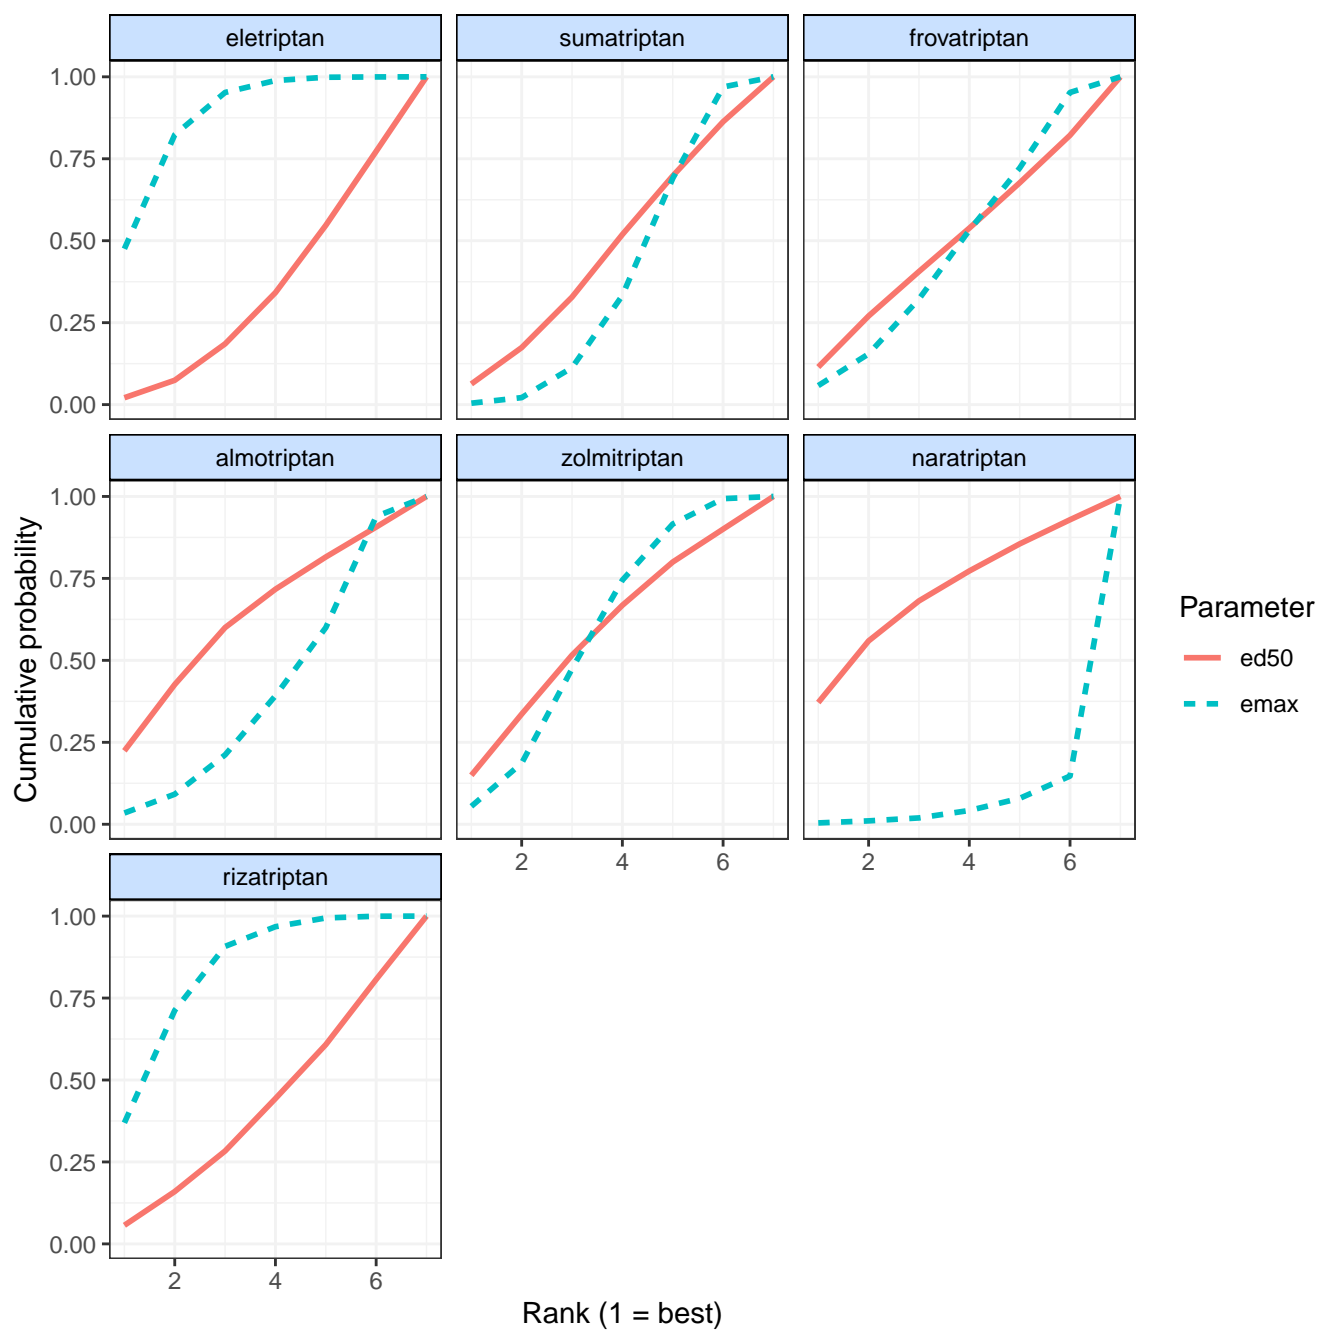 eletriptan
sumatriptan
frovatriptan
1.00
0.75
0.50
0.25
0.00
almotriptan
zolmitriptan
naratriptan
1.00
0.75
0.50
0.25
0.00
2 4 6
2 4 6
rizatriptan
1.00
0.75
0.50
0.25
0.00
2 4 6
Cumulative probability
Rank (1 = best)
Parameter
ed50
emax